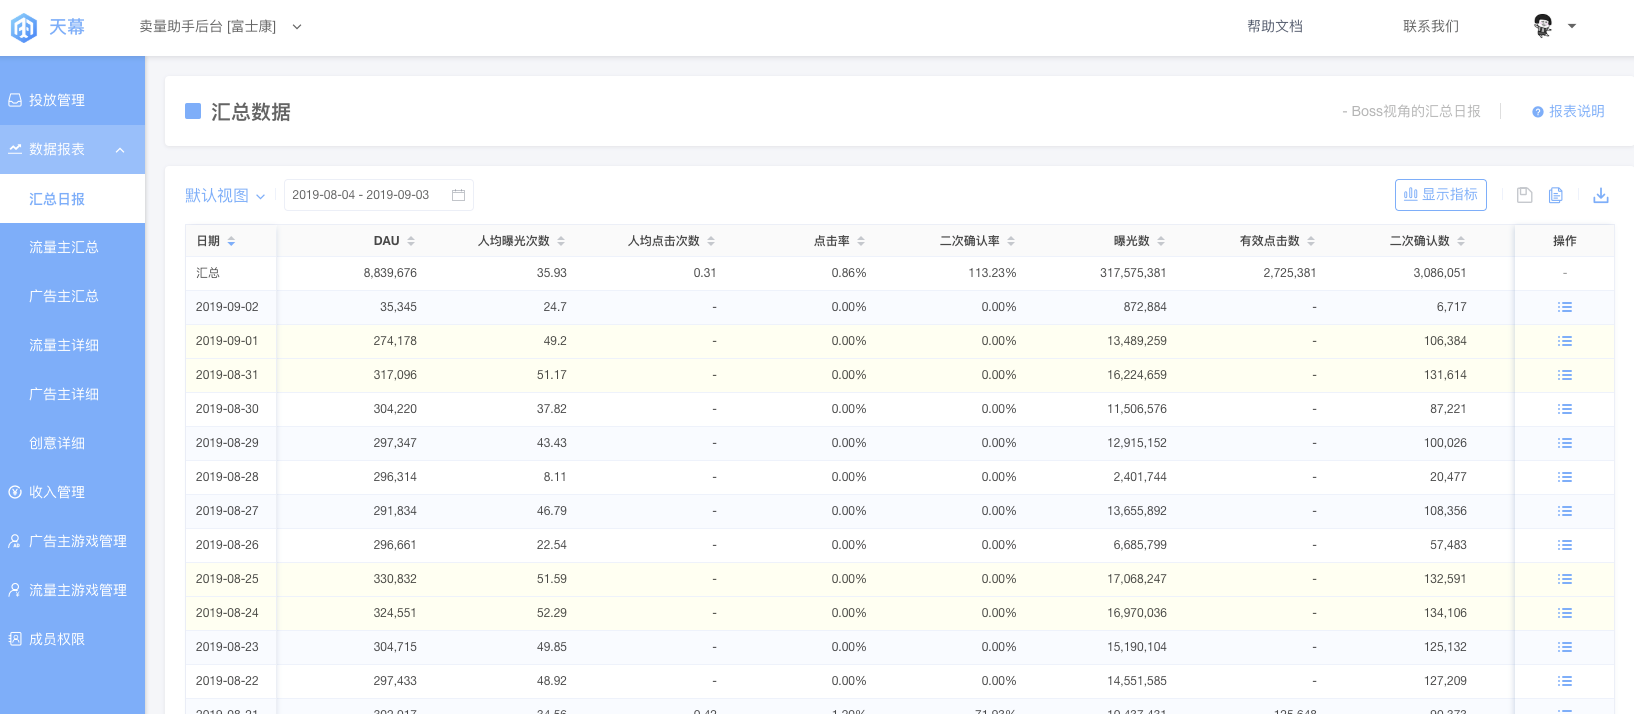 天幕 卖量助手后台 [富士康] 帮助文档 联系我们
投放管理
数据报表
汇总日报
流量主汇总
广告主汇总
流量主详细
广告主详细
创意详细
收入管理
广告主游戏管理
流量主游戏管理
成员权限
汇总数据 - Boss视角的汇总日报 报表说明
默认视图 2019-08-04 - 2019-09-03 显示指标
日期 DAU 人均曝光次数 人均点击次数 点击率 二次确认率 曝光数 有效点击数 二次确认数 操作
汇总 8,839,676 35.93 0.31 0.86% 113.23% 317,575,381 2,725,381 3,086,051 -
2019-09-02 35,345 24.7 - 0.00% 0.00% 872,884 - 6,717
2019-09-01 274,178 49.2 - 0.00% 0.00% 13,489,259 - 106,384
2019-08-31 317,096 51.17 - 0.00% 0.00% 16,224,659 - 131,614
2019-08-30 304,220 37.82 - 0.00% 0.00% 11,506,576 - 87,221
2019-08-29 297,347 43.43 - 0.00% 0.00% 12,915,152 - 100,026
2019-08-28 296,314 8.11 - 0.00% 0.00% 2,401,744 - 20,477
2019-08-27 291,834 46.79 - 0.00% 0.00% 13,655,892 - 108,356
2019-08-26 296,661 22.54 - 0.00% 0.00% 6,685,799 - 57,483
2019-08-25 330,832 51.59 - 0.00% 0.00% 17,068,247 - 132,591
2019-08-24 324,551 52.29 - 0.00% 0.00% 16,970,036 - 134,106
2019-08-23 304,715 49.85 - 0.00% 0.00% 15,190,104 - 125,132
2019-08-22 297,433 48.92 - 0.00% 0.00% 14,551,585 - 127,209
2019-08-21